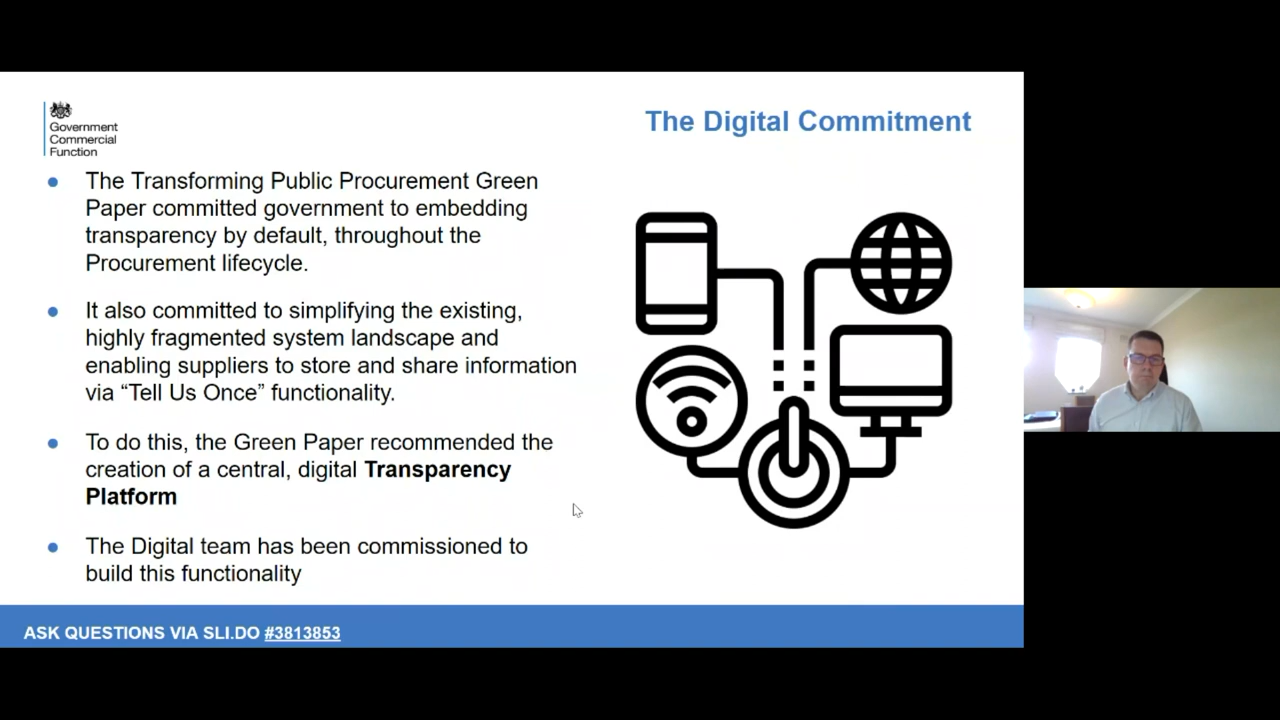 Government
Commercial
Function
The Digital Commitment
The Transforming Public Procurement Green
Paper committed government to embedding
transparency by default, throughout the
Procurement lifecycle.
It also committed to simplifying the existing,
highly fragmented system landscape and
enabling suppliers to store and share information
via “Tell Us Once” functionality.
To do this, the Green Paper recommended the
creation of a central, digital Transparency
Platform
The Digital team has been commissioned to
build this functionality
ASK QUESTIONS VIA SLI.DO #3813853